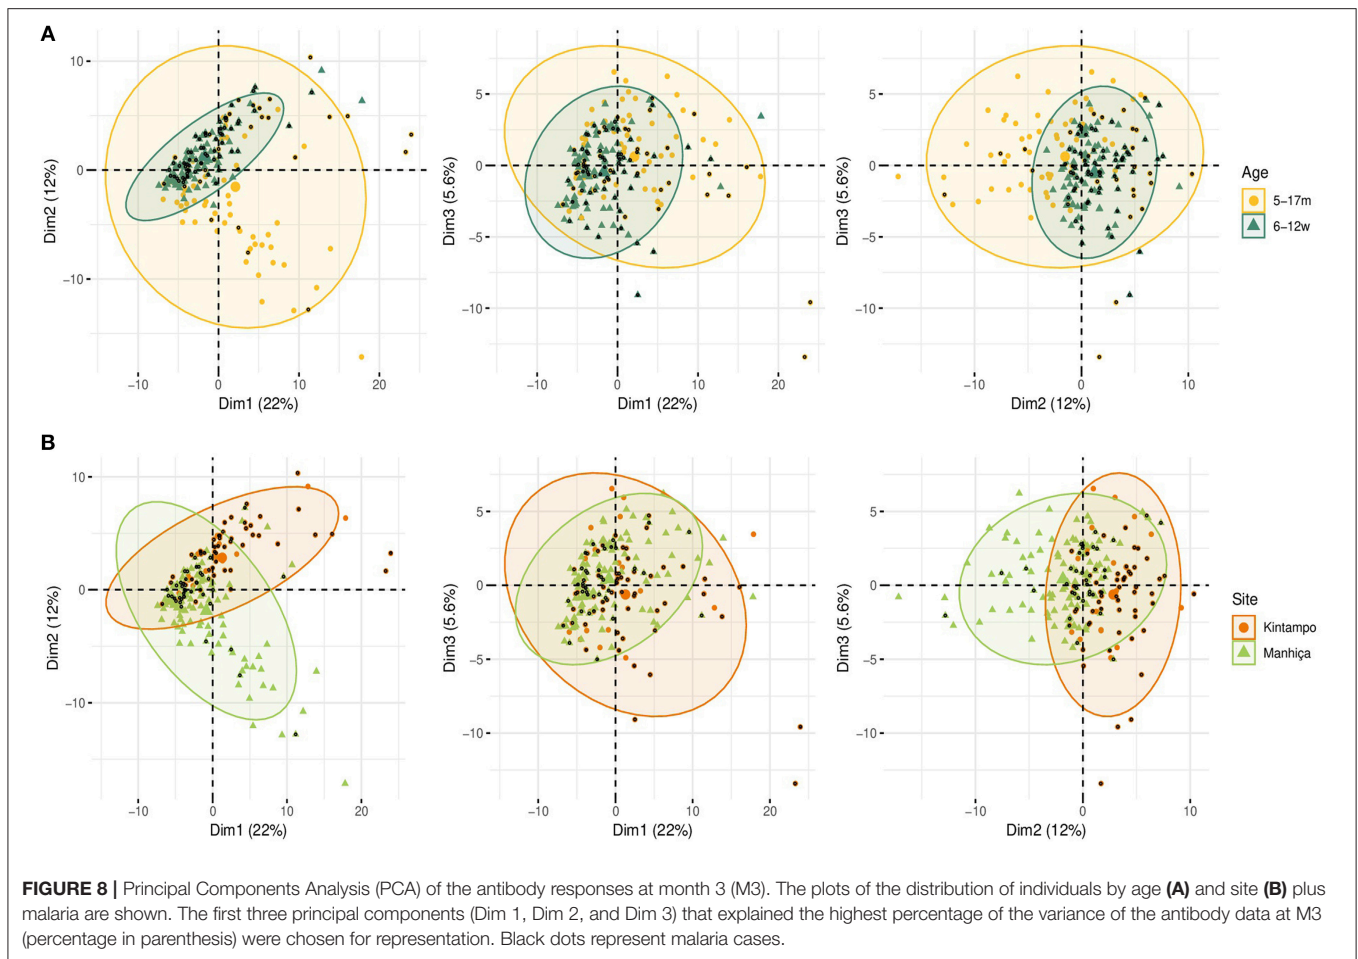 A
10
0
−10
−10
0
10
20
Dim2 (12%)
Dim1 (22%)
5
0
−5
−10
−10
0
10
20
Dim3 (5.6%)
Dim1 (22%)
5
0
−5
−10
−10
0
10
Dim3 (5.6%)
Dim2 (12%)
Age
5−17m
6−12w
B
10
0
−10
−10
0
10
20
Dim2 (12%)
Dim1 (22%)
5
0
−5
−10
−10
0
10
20
Dim3 (5.6%)
Dim1 (22%)
5
0
−5
−10
−10
0
10
Dim3 (5.6%)
Dim2 (12%)
Site
Kintampo
Manhiça
FIGURE 8 | Principal Components Analysis (PCA) of the antibody responses at month 3 (M3). The plots of the distribution of individuals by age (A) and site (B) plus
malaria are shown. The first three principal components (Dim 1, Dim 2, and Dim 3) that explained the highest percentage of the variance of the antibody data at M3
(percentage in parenthesis) were chosen for representation. Black dots represent malaria cases.